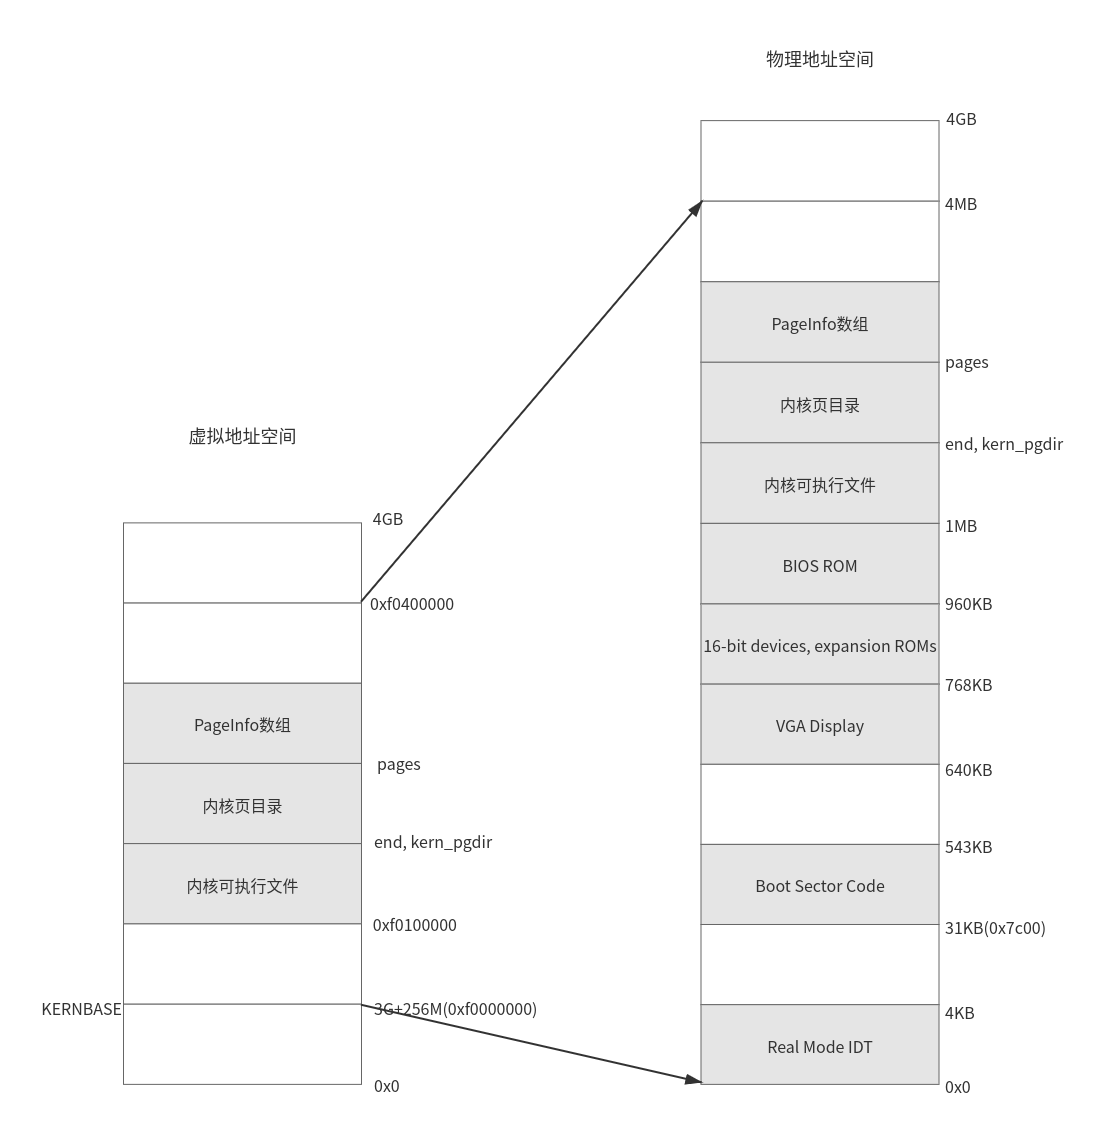 物理地址空间
4GB
4MB
PageInfo数组
pages
内核页目录
end, kern_pgdir
内核可执行文件
1MB
BIOS ROM
960KB
16-bit devices, expansion ROMs
768KB
VGA Display
640KB
543KB
Boot Sector Code
31KB(0x7c00)
4KB
Real Mode IDT
0x0
虚拟地址空间
4GB
0xf0400000
PageInfo数组
pages
内核页目录
end, kern_pgdir
内核可执行文件
0xf0100000
KERNBASE
3G+256M(0xf0000000)
0x0